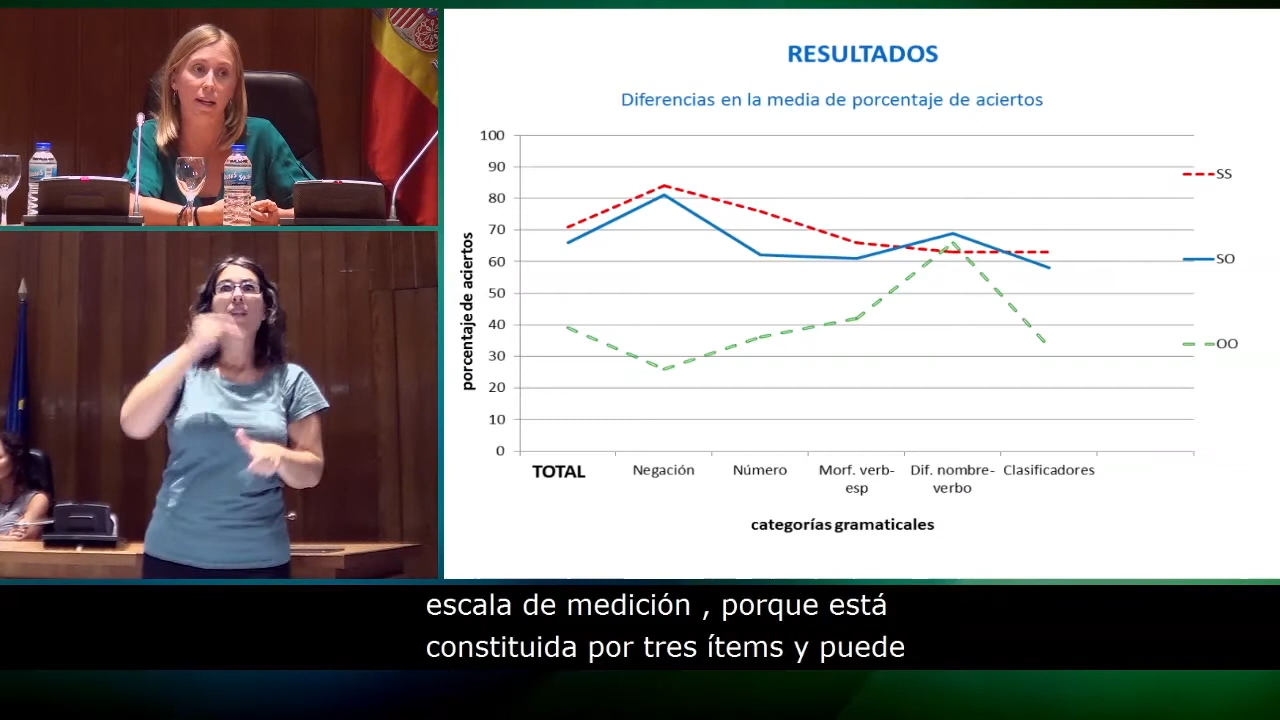 RESULTADOS
Diferencias en la media de porcentaje de aciertos
100
90
80
70
60
50
40
30
20
10
0
porcentaje de aciertos
SS
SO
OO
TOTAL
Negación
Número
Morf. verb-
esp
Dif. nombre-
verbo
Clasificadores
categorías gramaticales
escala de medición , porque está
constituida por tres ítems y puede